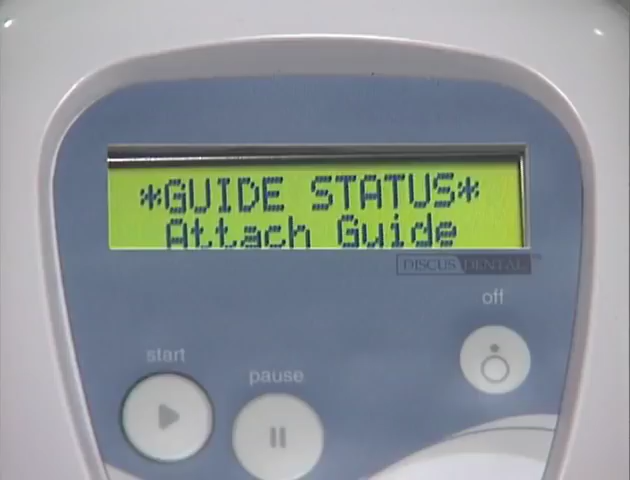 *GUIDE STATUS*
Attach Guide
DISCUS DENTAL
off
start
pause